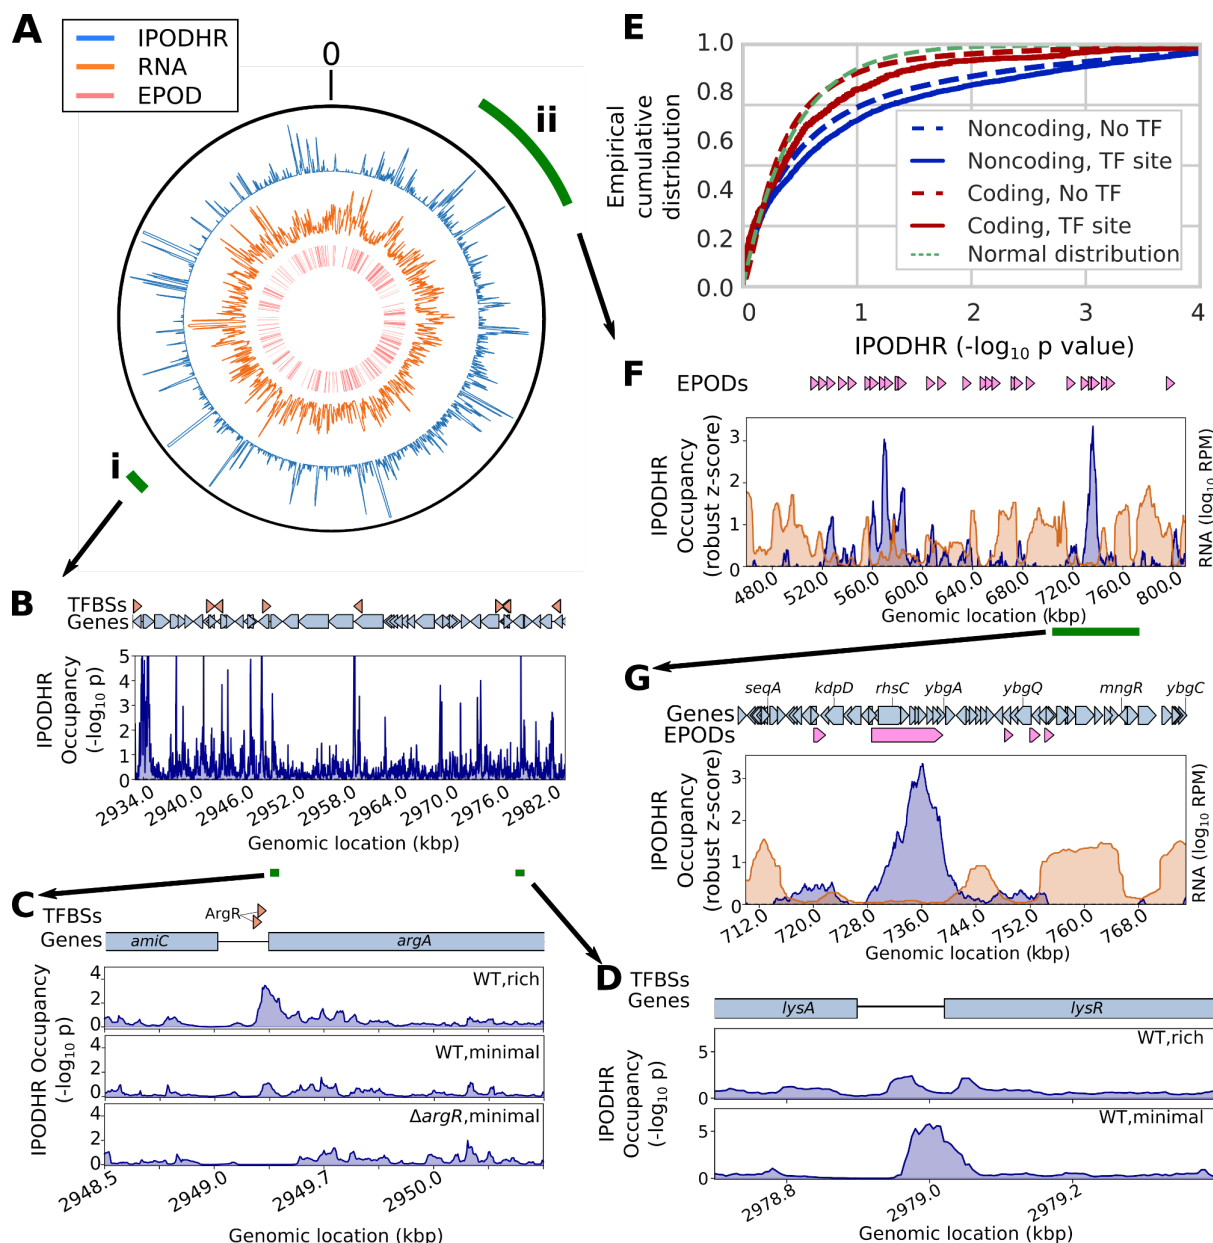 A
IPODHR
RNA
EPOD
0
ii
i
B
TFBSs
Genes
IPODHR
Occupancy
(-log10 p)
5
4
3
2
1
0
2934.0
2940.0
2946.0
2952.0
2958.0
2964.0
2970.0
2976.0
2982.0
Genomic location (kbp)
C
TFBSs
ArgR
Genes
amiC
argA
IPODHR Occupancy
(-log10 p)
4
2
0
WT,rich
4
2
0
WT,minimal
4
2
0
ΔargR,minimal
2948.5
2949.0
2949.7
2950.0
Genomic location (kbp)
D
TFBSs
Genes
lysA
lysR
IPODHR
Occupancy
(-log10 p)
5
0
WT,rich
5
0
WT,minimal
2978.8
2979.0
2979.2
Genomic location (kbp)
E
Empirical
cumulative
distribution
1.0
0.8
0.6
0.4
0.2
0.0
Noncoding, No TF
Noncoding, TF site
Coding, No TF
Coding, TF site
Normal distribution
0
1
2
3
4
IPODHR (-log10 p value)
F
EPODs
IPODHR
Occupancy
(robust z-score)
3
2
1
0
RNA (log10 RPM)
480.0
520.0
560.0
600.0
640.0
680.0
720.0
760.0
800.0
Genomic location (kbp)
G
seqA
kdpD
rhsC
ybgA
ybgQ
mngR
ybgC
Genes
EPODs
IPODHR
Occupancy
(robust z-score)
3
2
1
0
RNA (log10 RPM)
712.0
720.0
728.0
736.0
744.0
752.0
760.0
768.0
Genomic location (kbp)